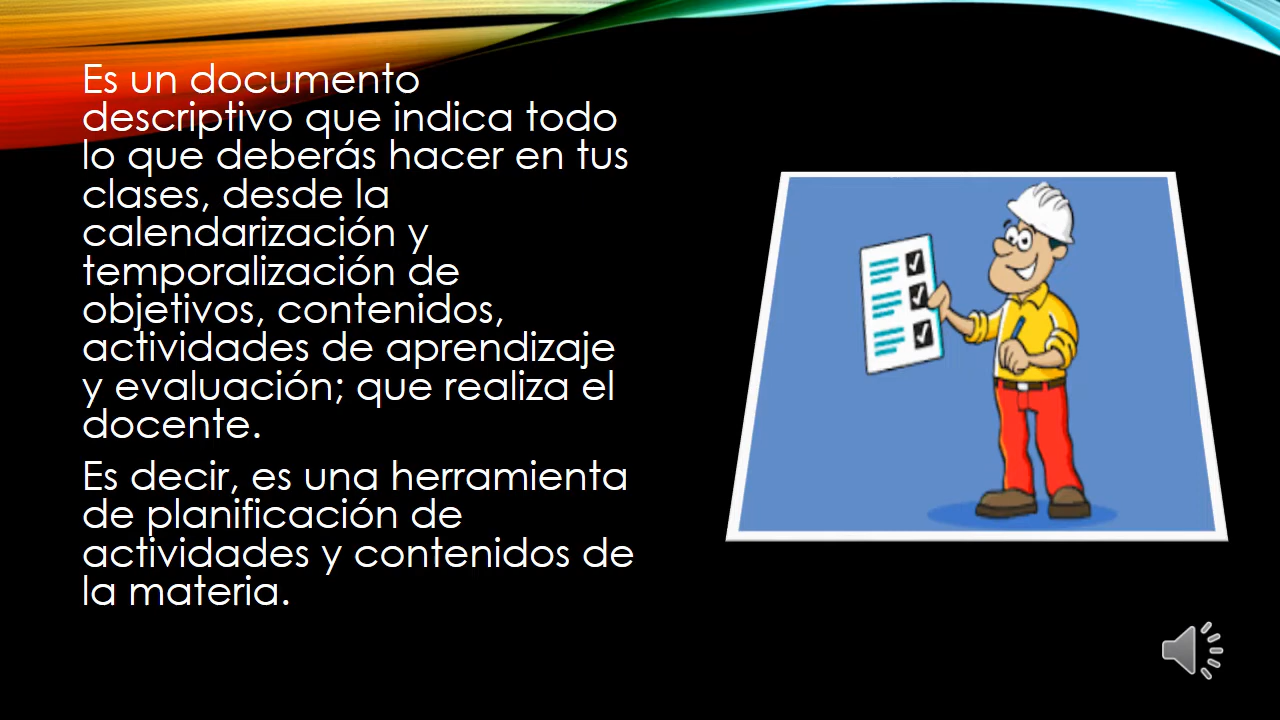 Es un documento
descriptivo que indica todo
lo que deberás hacer en tus
clases, desde la
calendarización y
temporalización de
objetivos, contenidos,
actividades de aprendizaje
y evaluación; que realiza el
docente.
Es decir, es una herramienta
de planificación de
actividades y contenidos de
la materia.